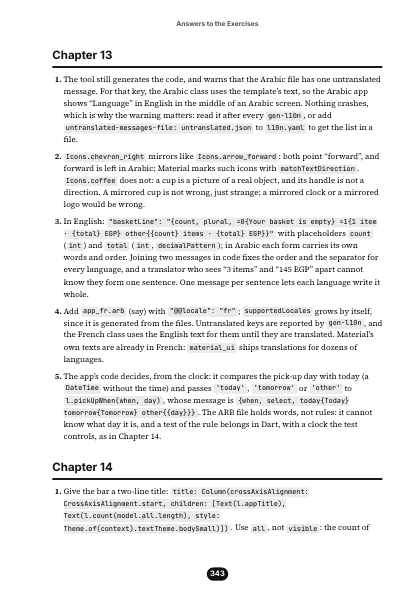 Answers to the Exercises
Chapter 13
1. The tool still generates the code, and warns that the Arabic file has one untranslated
message. For that key, the Arabic class uses the template's text, so the Arabic app
shows “Language” in English in the middle of an Arabic screen. Nothing crashes,
which is why the warning matters: read it after every gen-l10n, or add
untranslated-messages-file: untranslated.json to l10n.yaml to get the list in a
file.
2. Icons.chevron_right mirrors like Icons.arrow_forward: both point “forward”, and
forward is left in Arabic; Material marks such icons with matchTextDirection.
Icons.coffee does not: a cup is a picture of a real object, and its handle is not a
direction. A mirrored cup is not wrong, just strange; a mirrored clock or a mirrored
logo would be wrong.
3. In English: "basketLine": "{count, plural, =0{Your basket is empty} =1{1 item
· {total} EGP} other{{count} items · {total} EGP}}" with placeholders count
(int) and total (int, decimalPattern); in Arabic each form carries its own
words and order. Joining two messages in code fixes the order and the separator for
every language, and a translator who sees “3 items” and “145 EGP” apart cannot
know they form one sentence. One message per sentence lets each language write it
whole.
4. Add app_fr.arb (say) with "@@locale": "fr"; supportedLocales grows by itself,
since it is generated from the files. Untranslated keys are reported by gen-l10n, and
the French class uses the English text for them until they are translated. Material's
own texts are already in French: material_ui ships translations for dozens of
languages.
5. The app's code decides, from the clock: it compares the pick-up day with today (a
DateTime without the time) and passes 'today', 'tomorrow' or 'other' to
l.pickUpWhen(when, day), whose message is {when, select, today{Today}
tomorrow{Tomorrow} other{{day}}}. The ARB file holds words, not rules: it cannot
know what day it is, and a test of the rule belongs in Dart, with a clock the test
controls, as in Chapter 14.
Chapter 14
1. Give the bar a two-line title: title: Column(crossAxisAlignment:
CrossAxisAlignment.start, children: [Text(l.appTitle),
Text(l.count(model.all.length), style:
Theme.of(context).textTheme.bodySmall)]). Use all, not visible: the count of
343